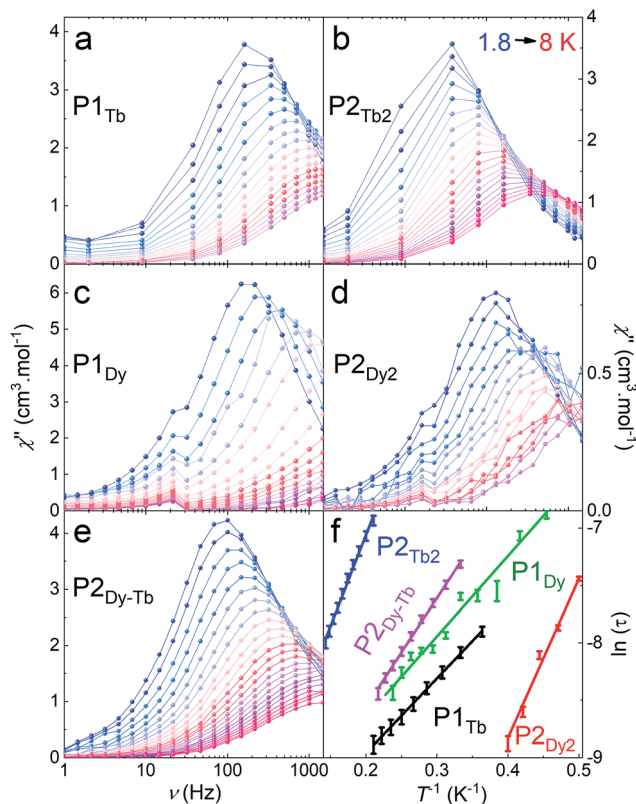 a
P1Tb
4
3
2
1
0
b
P2Tb2
1.8→8 K
4
3
2
1
0
c
P1Dy
6
5
4
3
2
1
0
χ'' (cm³.mol⁻¹)
d
P2Dy2
0.5
0.0
χ'' (cm³.mol⁻¹)
e
P2Dy-Tb
4
3
2
1
0
1 10 100 1000
ν (Hz)
f
P2Tb2
P2Dy-Tb
P1Dy
P1Tb
P2Dy2
-7
-8
-9
ln (τ)
0.2 0.3 0.4 0.5
T⁻¹ (K⁻¹)